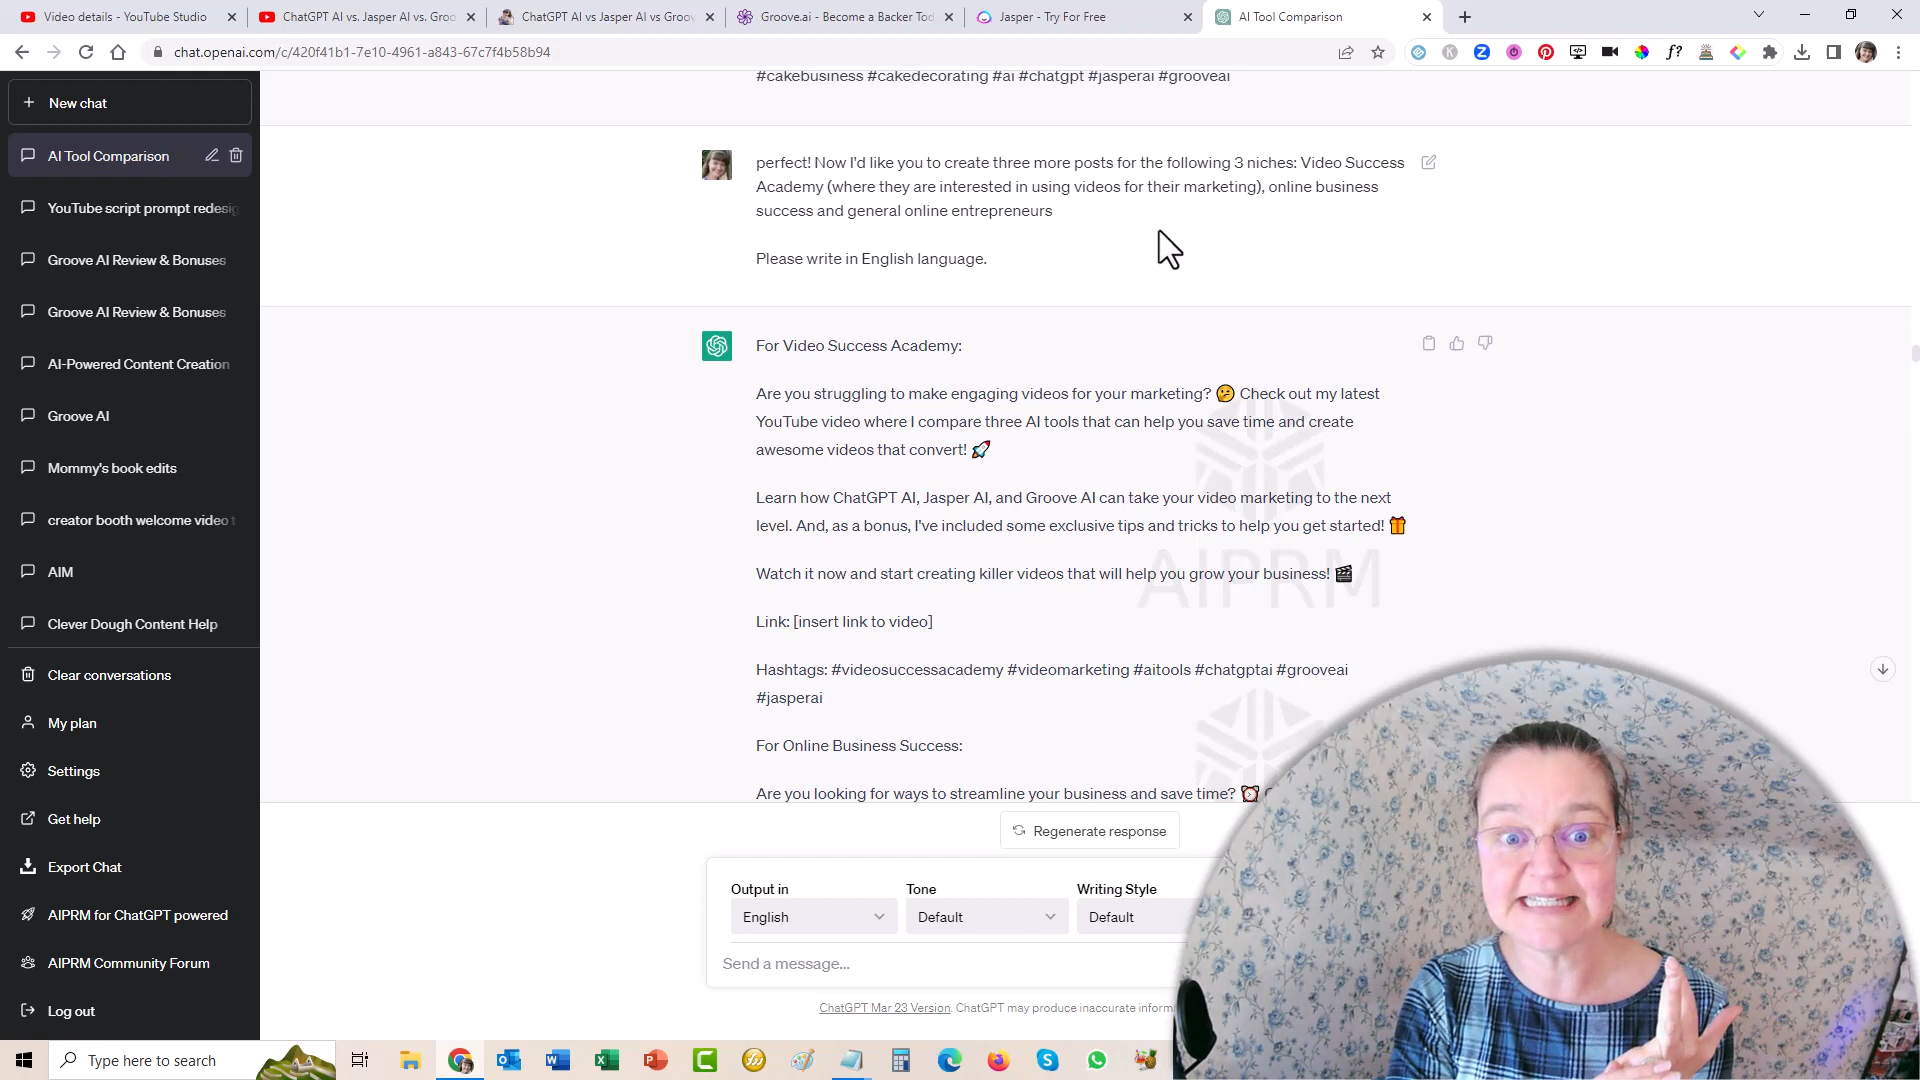 Video details - YouTube Studio
ChatGPT AI vs. Jasper AI vs. Groo
ChatGPT AI vs Jasper AI vs Groov
Groove.ai - Become a Backer Tod
Jasper - Try For Free
AI Tool Comparison
chat.openai.com/c/420f41b1-7e10-4961-a843-67c7f4b58b94
New chat
AI Tool Comparison
YouTube script prompt redesig
Groove AI Review & Bonuses
Groove AI Review & Bonuses
AI-Powered Content Creation
Groove AI
Mommy's book edits
creator booth welcome video t
AIM
Clever Dough Content Help
Clear conversations
My plan
Settings
Get help
Export Chat
AIPRM for ChatGPT powered
AIPRM Community Forum
Log out
#cakebusiness #cakedecorating #ai #chatgpt #jasperai #grooveai
perfect! Now I'd like you to create three more posts for the following 3 niches: Video Success
Academy (where they are interested in using videos for their marketing), online business
success and general online entrepreneurs
Please write in English language.
For Video Success Academy:
Are you struggling to make engaging videos for your marketing? 🤔 Check out my latest
YouTube video where I compare three AI tools that can help you save time and create
awesome videos that convert! 🚀
Learn how ChatGPT AI, Jasper AI, and Groove AI can take your video marketing to the next
level. And, as a bonus, I've included some exclusive tips and tricks to help you get started! 🎁
Watch it now and start creating killer videos that will help you grow your business! 🎬
Link: [insert link to video]
Hashtags: #videosuccessacademy #videomarketing #aitools #chatgptai #grooveai
#jasperai
For Online Business Success:
Are you looking for ways to streamline your business and save time? ⏰
AIPRM
Regenerate response
Output in
Tone
Writing Style
English
Default
Default
Send a message...
ChatGPT Mar 23 Version. ChatGPT may produce inaccurate inform
Type here to search